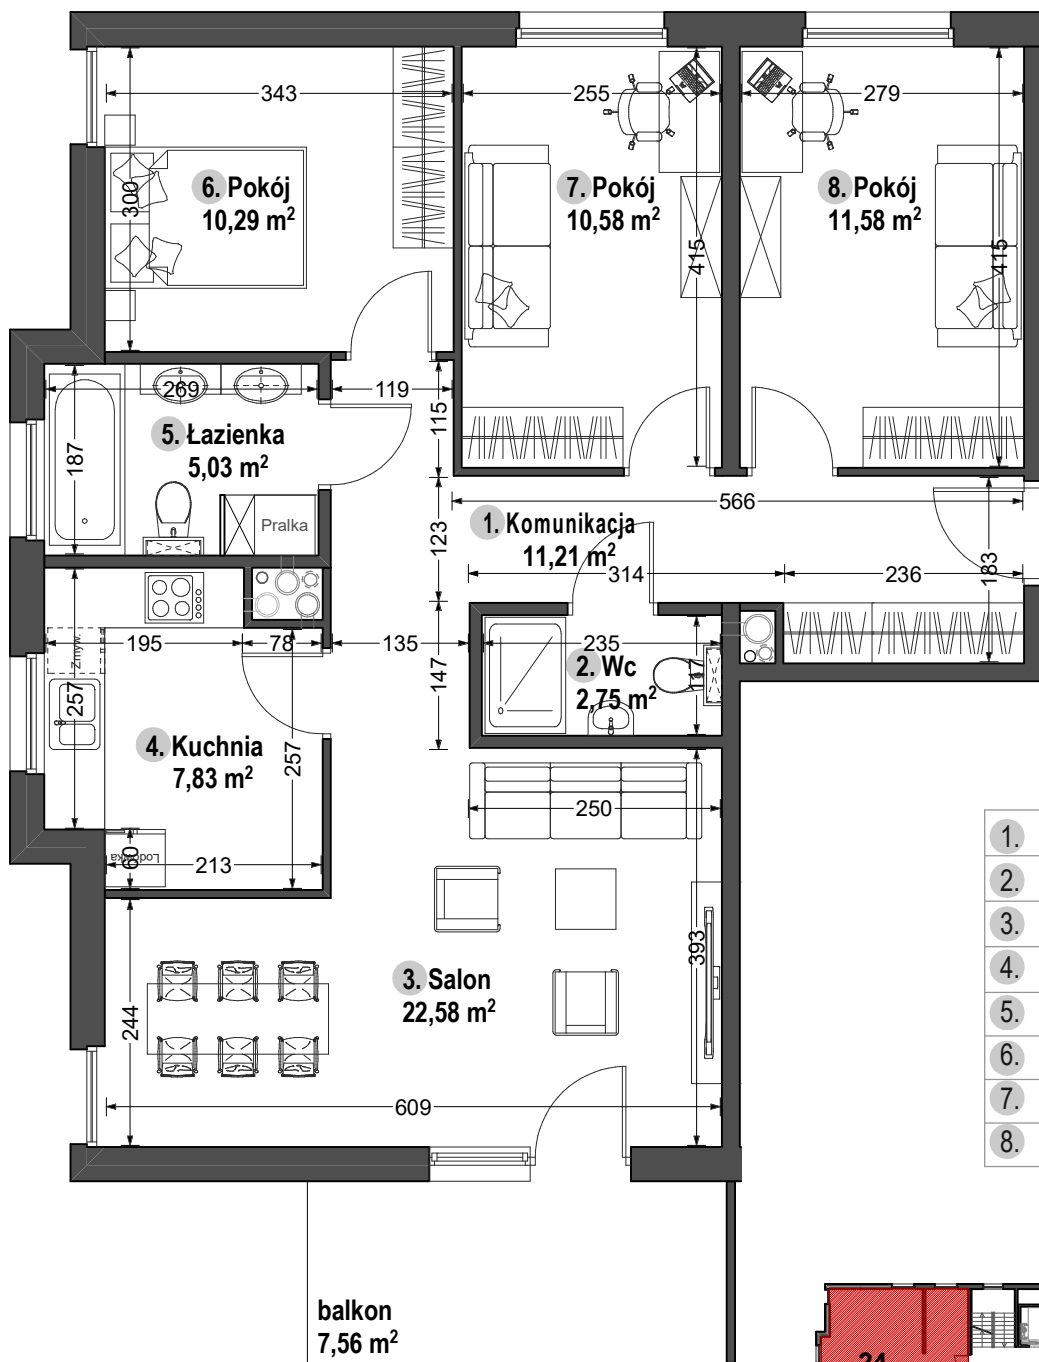 343
255
279
300
415
415
6. Pokój
10,29 m²
7. Pokój
10,58 m²
8. Pokój
11,58 m²
269
119
115
187
5. Łazienka
5,03 m²
Pralka
123
566
1. Komunikacja
11,21 m²
314
236
183
195
78
135
147
235
2. Wc
2,75 m²
Zmyw.
257
4. Kuchnia
7,83 m²
257
250
60
Lodówka
213
393
3. Salon
22,58 m²
244
609
1.
2.
3.
4.
5.
6.
7.
8.
balkon
7,56 m²
24